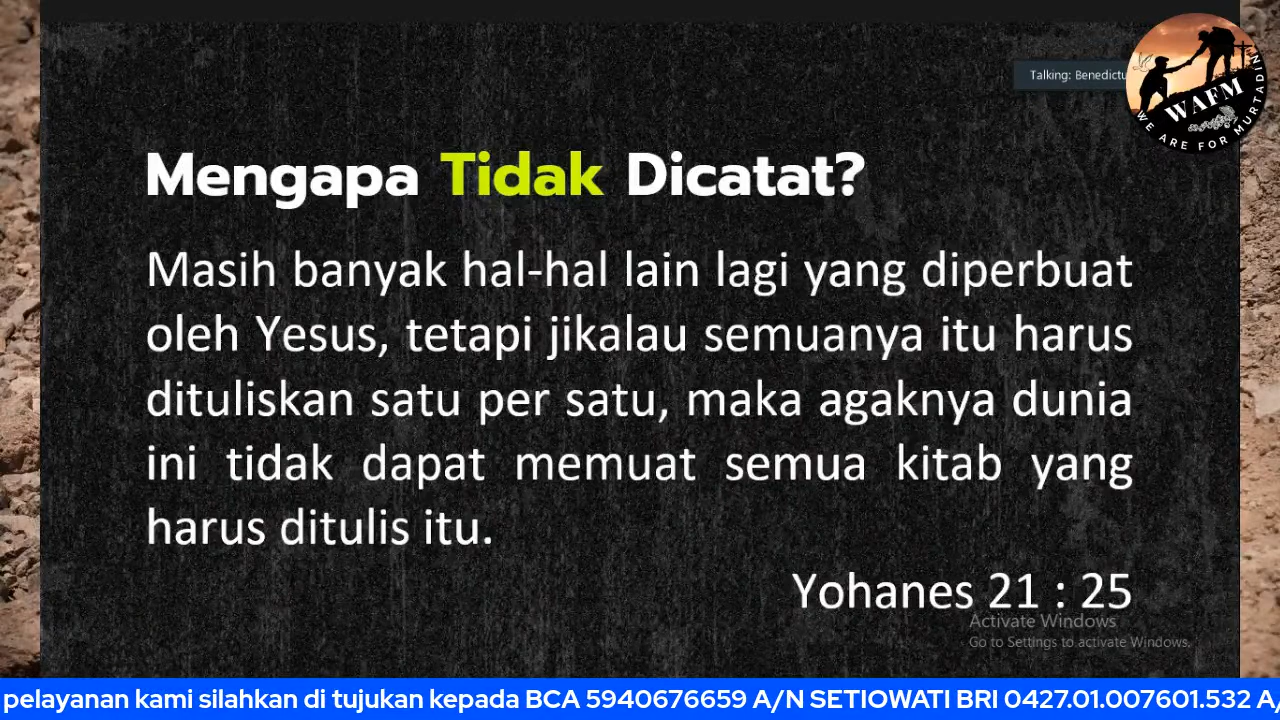 Talking: Benedictu
WAFM
WE ARE FOR MURTADIN
Mengapa Tidak Dicatat?
Masih banyak hal-hal lain lagi yang diperbuat
oleh Yesus, tetapi jikalau semuanya itu harus
dituliskan satu per satu, maka agaknya dunia
ini tidak dapat memuat semua kitab yang
harus ditulis itu.
Yohanes 21 : 25
Activate Windows
Go to Settings to activate Windows.
pelayanan kami silahkan di tujukan kepada BCA 5940676659 A/N SETIOWATI BRI 0427.01.007601.532 A/